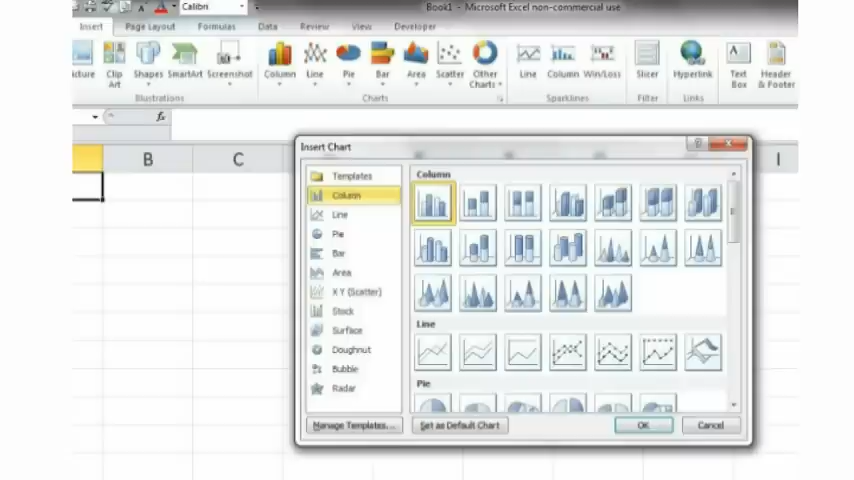 Calibri
Book1 - Microsoft Excel non-commercial use
Insert Page Layout Formulas Data Review View Developer
Picture Clip Art Shapes SmartArt Screenshot Column Line Pie Bar Area Scatter Other Charts Line Column Win/Loss Slicer Hyperlink Text Box Header & Footer
Illustrations Charts Sparklines Filter Links
fx
B C I
Insert Chart
Templates
Column
Line
Pie
Bar
Area
X Y (Scatter)
Stock
Surface
Doughnut
Bubble
Radar
Column
Line
Pie
Manage Templates... Set as Default Chart OK Cancel